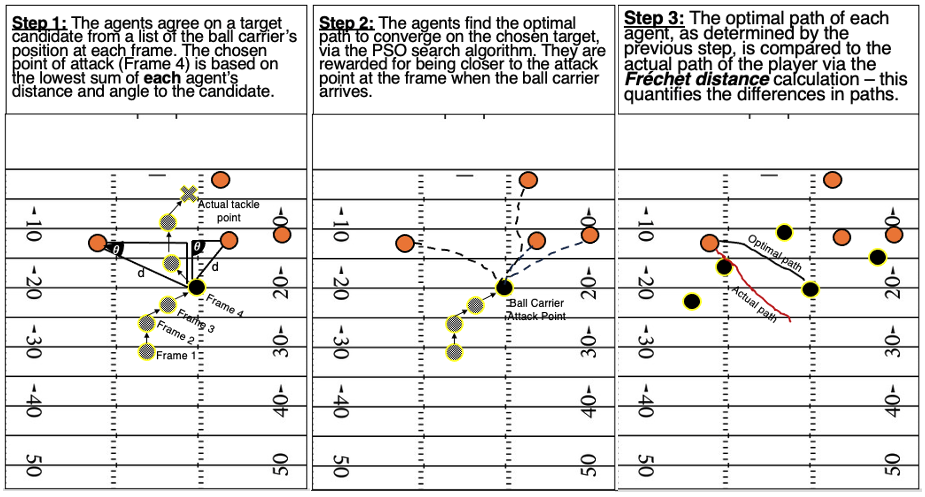 Step 1: The agents agree on a target
candidate from a list of the ball carrier's
position at each frame. The chosen
point of attack (Frame 4) is based on
the lowest sum of each agent's
distance and angle to the candidate.
Actual tackle
point
θ
θ
d
d
Frame 4
Frame 3
Frame 2
Frame 1
10
20
30
40
50
10
20
30
40
50
Step 2: The agents find the optimal
path to converge on the chosen target,
via the PSO search algorithm. They are
rewarded for being closer to the attack
point at the frame when the ball carrier
arrives.
Ball Carrier
Attack Point
10
20
30
40
50
10
20
30
40
50
Step 3: The optimal path of each
agent, as determined by the
previous step, is compared to the
actual path of the player via the
Fréchet distance calculation – this
quantifies the differences in paths.
Optimal path
Actual path
10
20
30
40
50
10
20
30
40
50